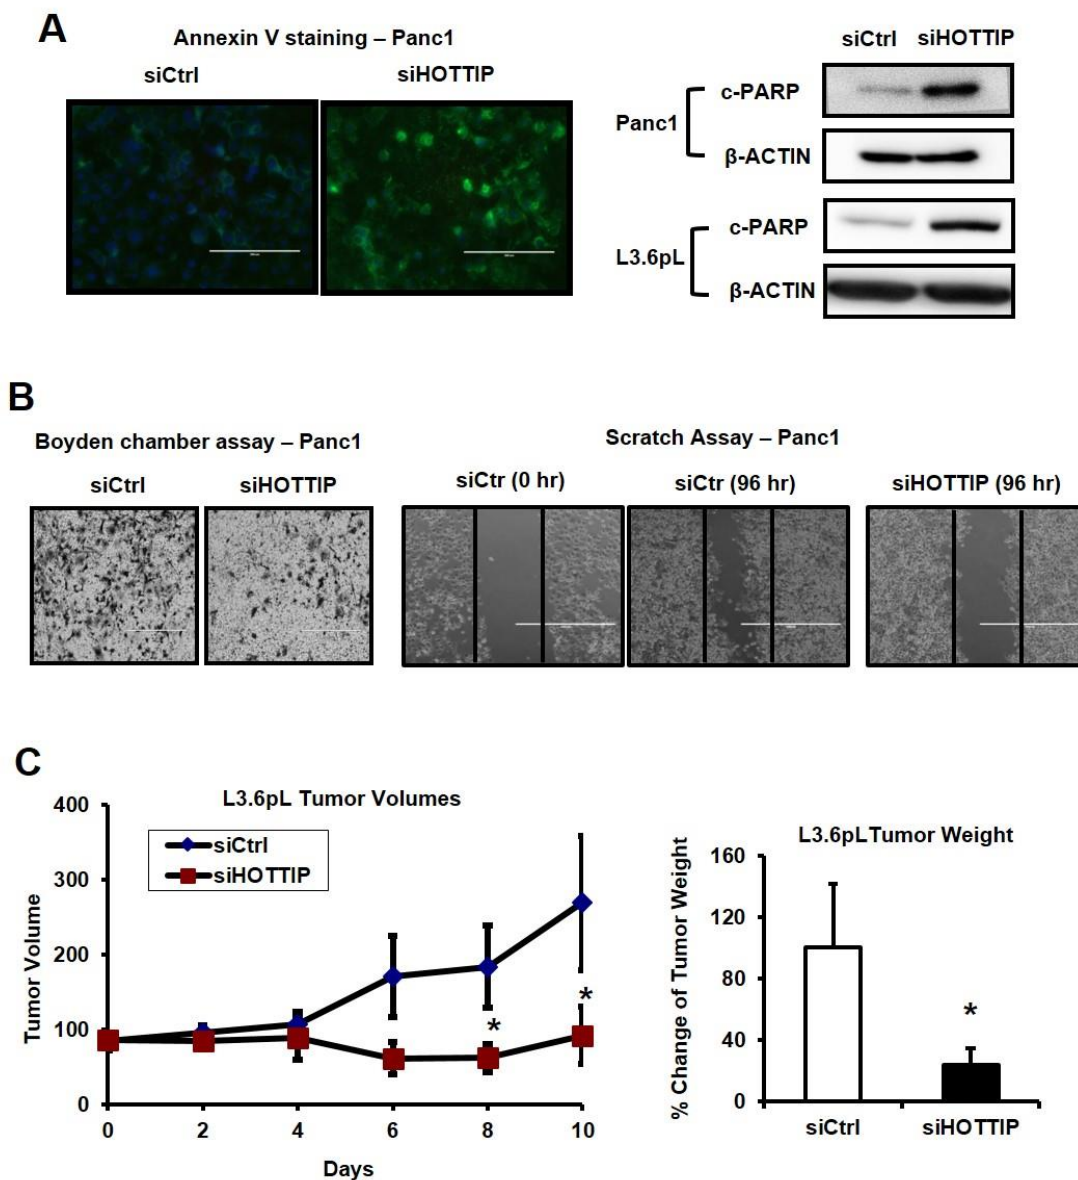 A
Annexin V staining – Panc1
siCtrl siHOTTIP
siCtrl siHOTTIP
Panc1
c-PARP
β-ACTIN
L3.6pL
c-PARP
β-ACTIN
B
Boyden chamber assay – Panc1
siCtrl siHOTTIP
Scratch Assay – Panc1
siCtr (0 hr) siCtr (96 hr) siHOTTIP (96 hr)
C
L3.6pL Tumor Volumes
siCtrl
siHOTTIP
Tumor Volume
400
300
200
100
0
* *
0 2 4 6 8 10
Days
L3.6pLTumor Weight
% Change of Tumor Weight
160
120
80
40
0
*
siCtrl siHOTTIP